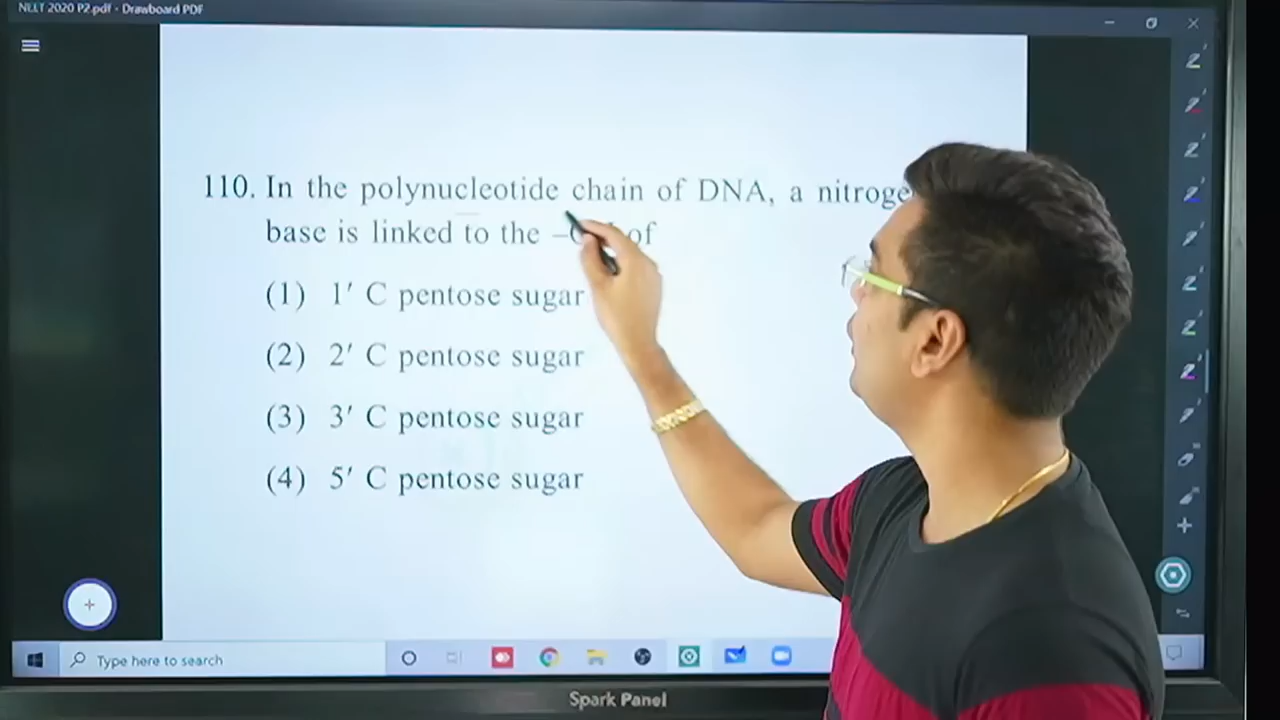 NEET 2020 P2.pdf - Drawboard PDF
110. In the polynucleotide chain of DNA, a nitroge
base is linked to the – of
(1) 1′ C pentose sugar
(2) 2′ C pentose sugar
(3) 3′ C pentose sugar
(4) 5′ C pentose sugar
Type here to search
Spark Panel